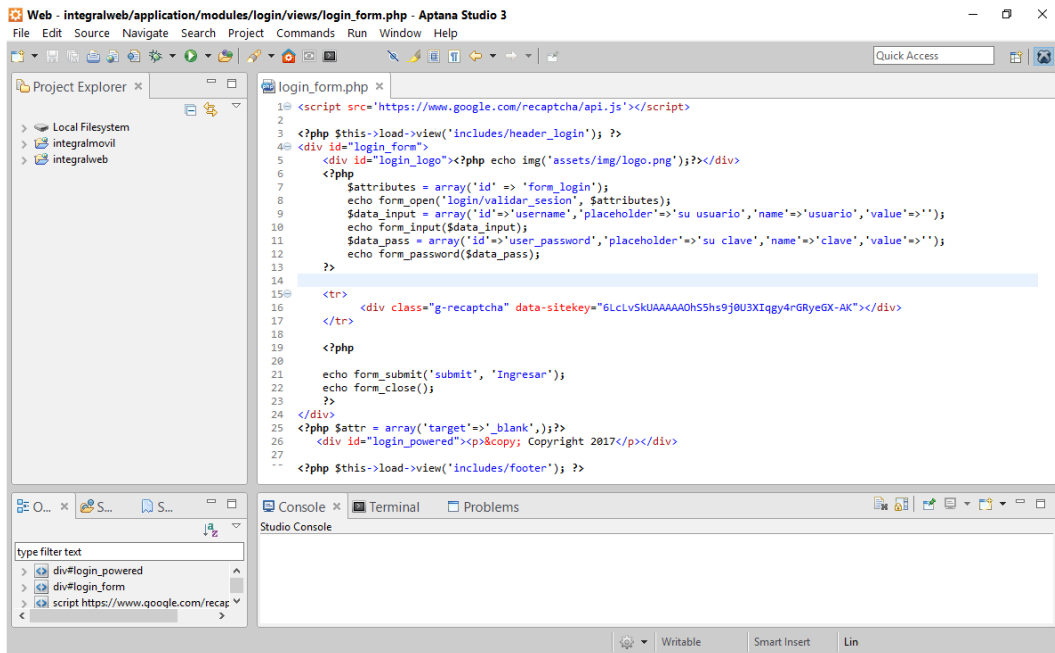 Web - integralweb/application/modules/login/views/login_form.php - Aptana Studio 3
File Edit Source Navigate Search Project Commands Run Window Help
Quick Access
Project Explorer
Local Filesystem
integralmovil
integralweb
login_form.php
1 <script src='https://www.google.com/recaptcha/api.js'></script>
2
3 <?php $this->load->view('includes/header_login'); ?>
4 <div id="login_form">
5 <div id="login_logo"><?php echo img('assets/img/logo.png');?></div>
6 <?php
7 $attributes = array('id' => 'form_login');
8 echo form_open('login/validar_sesion', $attributes);
9 $data_input = array('id'=>'username','placeholder'=>'su usuario','name'=>'usuario','value'=>'');
10 echo form_input($data_input);
11 $data_pass = array('id'=>'user_password','placeholder'=>'su clave','name'=>'clave','value'=>'');
12 echo form_password($data_pass);
13 ?>
14
15 <tr>
16 <div class="g-recaptcha" data-sitekey="6LcLvSkUAAAAAOhS5hs9j0U3XIqgy4rGRyeGX-AK"></div>
17 </tr>
18
19 <?php
20
21 echo form_submit('submit', 'Ingresar');
22 echo form_close();
23 ?>
24 </div>
25 <?php $attr = array('target'=>'_blank',);?>
26 <div id="login_powered"><p>&copy; Copyright 2017</p></div>
27
<?php $this->load->view('includes/footer'); ?>
O...
S...
S...
type filter text
div#login_powered
div#login_form
script https://www.google.com/recap
Console
Terminal
Problems
Studio Console
Writable
Smart Insert
Lin